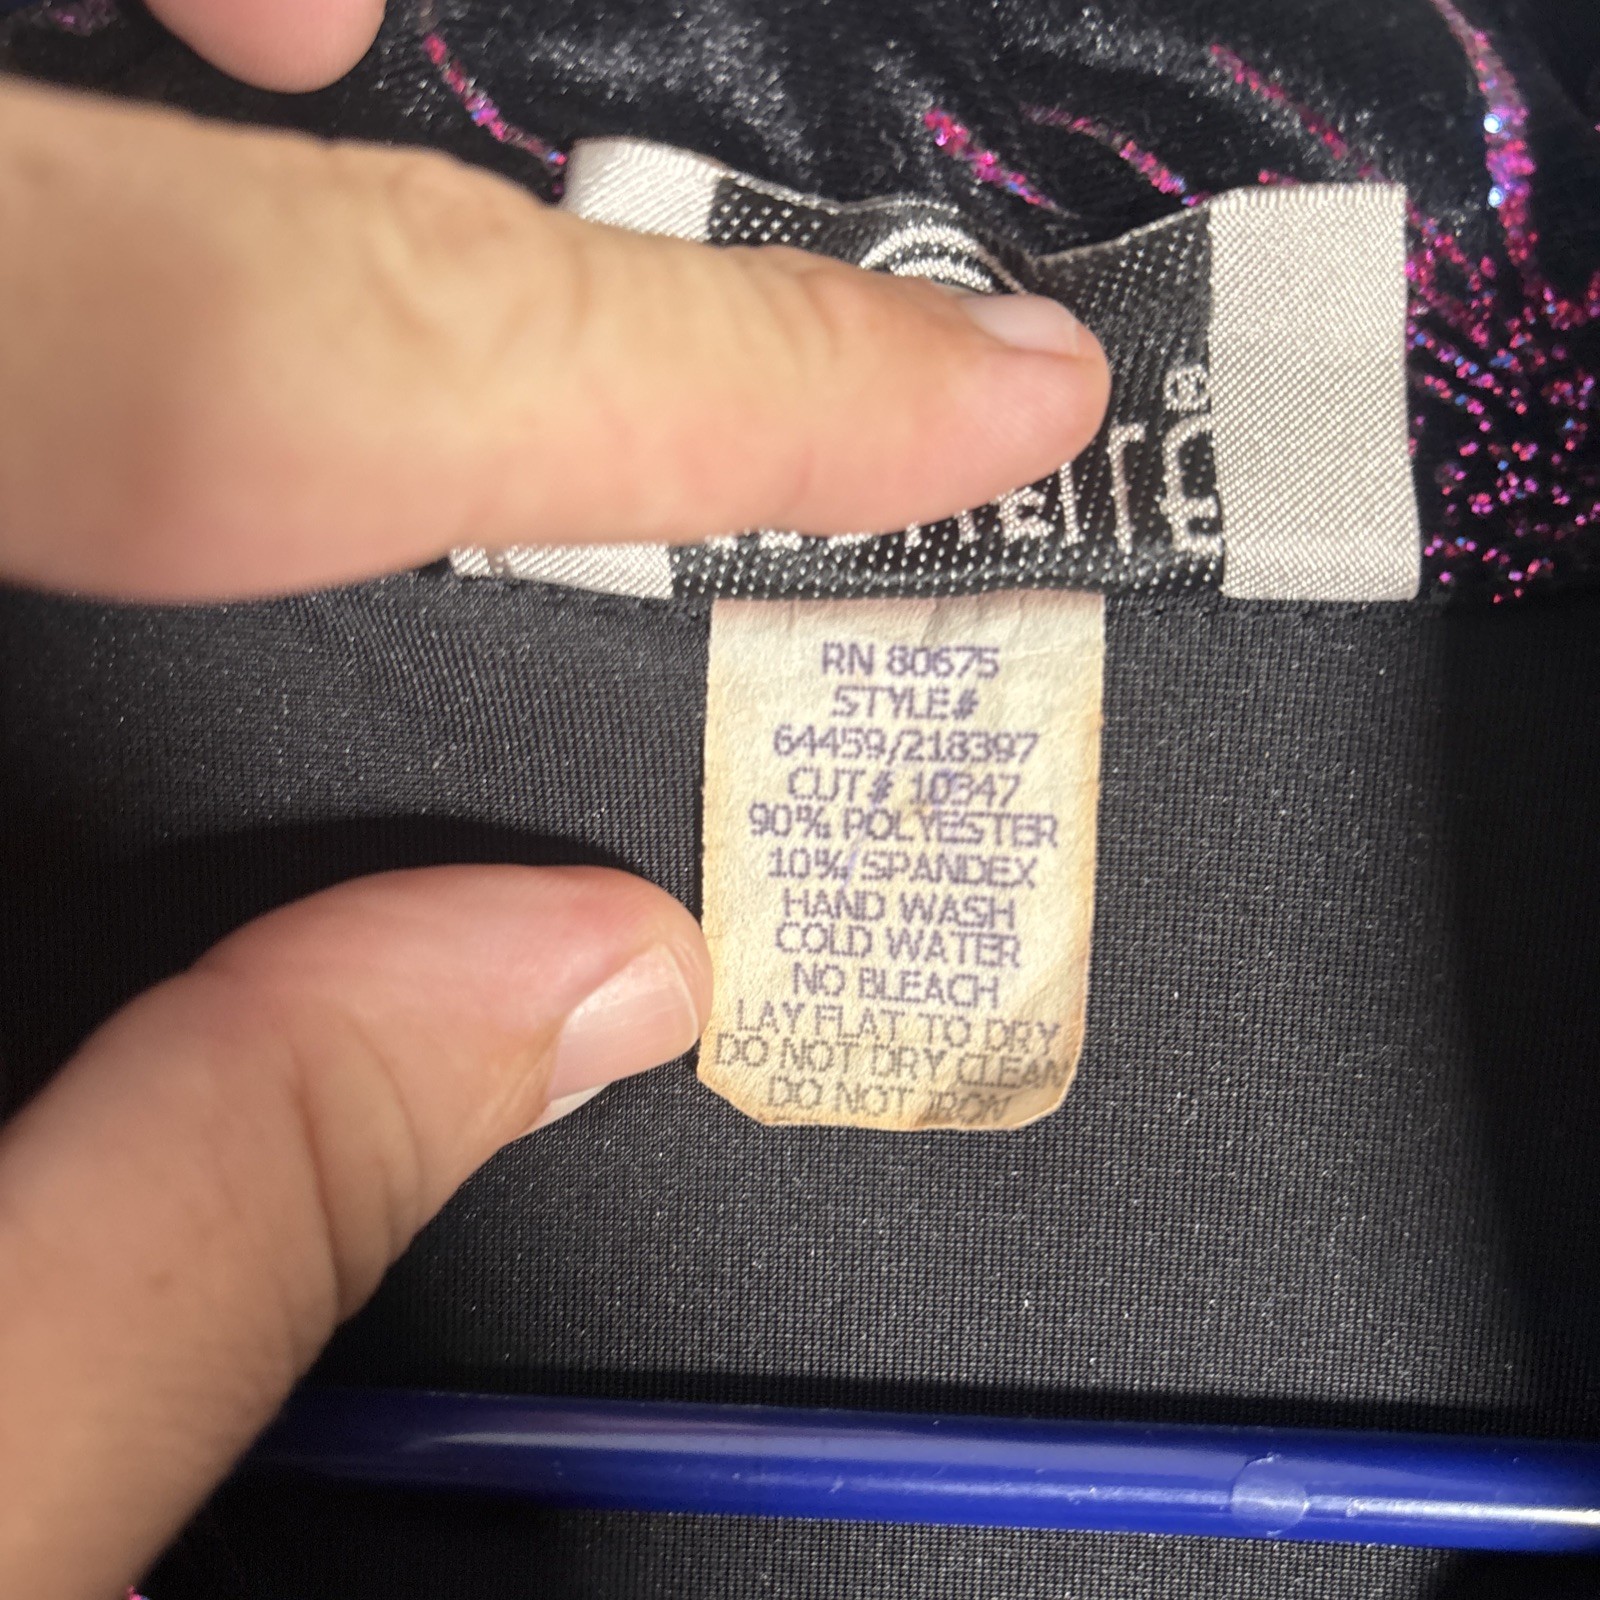 RN 80675
STYLE#
64459/218397
CUT# 10347
90% POLYESTER
10% SPANDEX
HAND WASH
COLD WATER
NO BLEACH
LAY FLAT TO DRY
DO NOT DRY CLEAN
DO NOT IRON